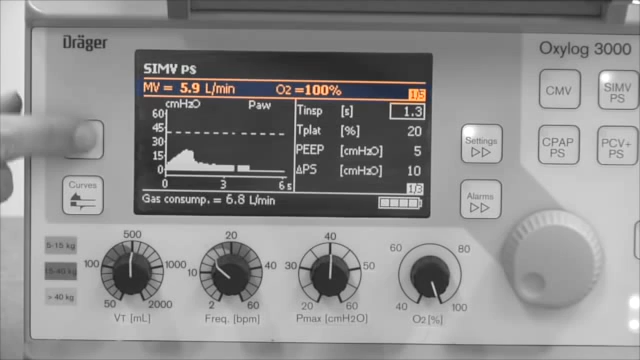 Dräger
Oxylog 3000
SIMV PS
MV = 5.9 L/min O2=100% 1/5
cmH2O Paw
60
45
30
15
0
0 3 6 s
Tinsp [s] 1.3
Tplat [%] 20
PEEP [cmH2O] 5
ΔPS [cmH2O] 10
1/3
Gas consump. = 6.8 L/min
Curves
Settings
Alarms
CMV
SIMV
PS
CPAP
PS
PCV+
PS
5-15 kg
15-40 kg
> 40 kg
500
100 1000
50 2000
VT [mL]
20
10 40
2 60
Freq. [bpm]
40
30
20 60
Pmax [cmH2O]
60 80
40 100
O2 [%]